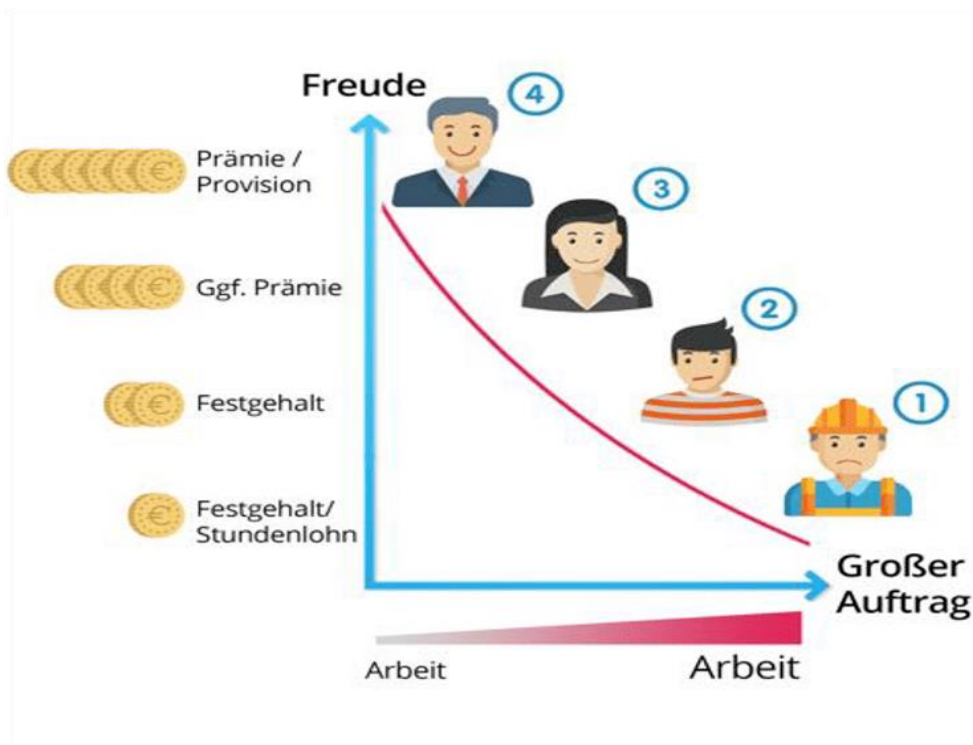 Freude
4
Prämie /
Provision
3
Ggf. Prämie
2
Festgehalt
1
Festgehalt/
Stundenlohn
Großer
Auftrag
Arbeit
Arbeit